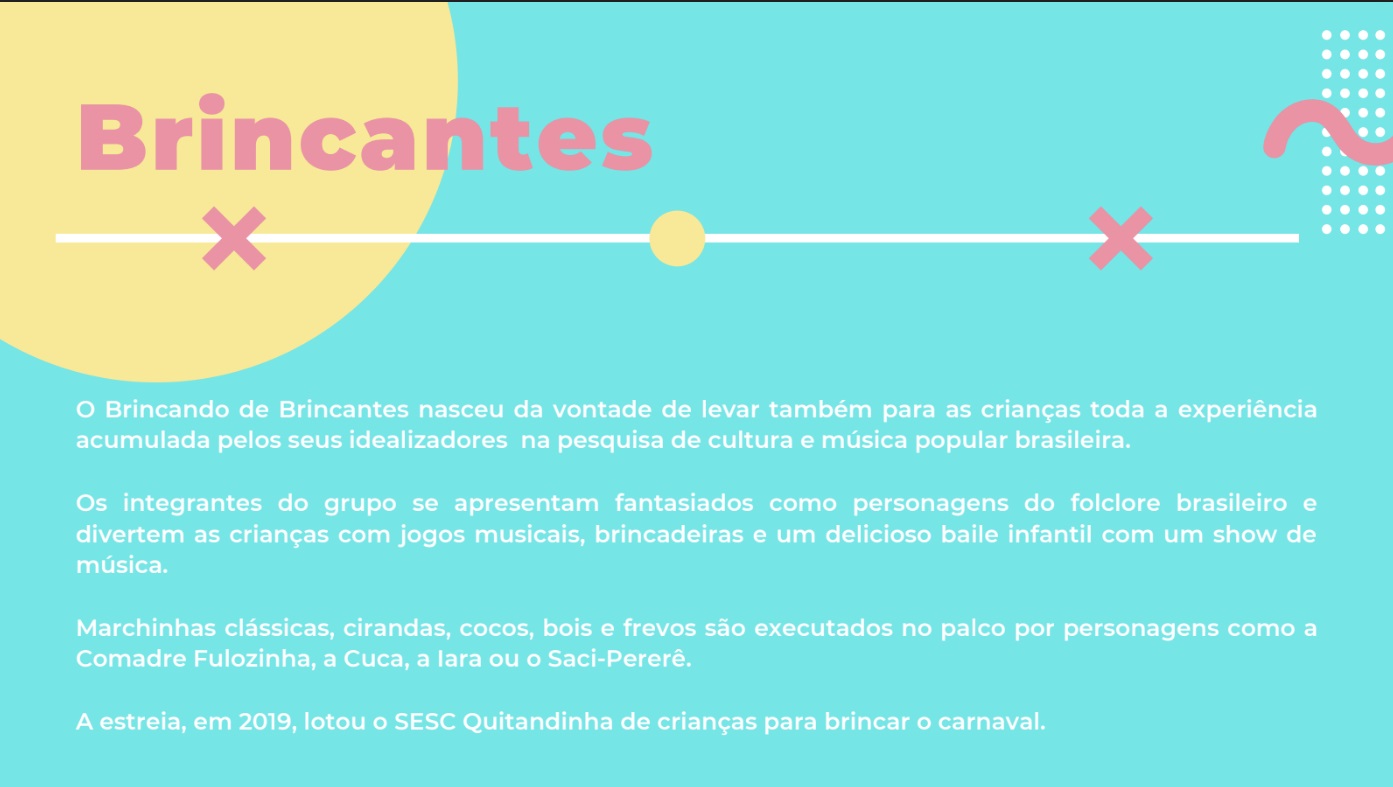 Brincantes
O Brincando de Brincantes nasceu da vontade de levar também para as crianças toda a experiência
acumulada pelos seus idealizadores na pesquisa de cultura e música popular brasileira.
Os integrantes do grupo se apresentam fantasiados como personagens do folclore brasileiro e
divertem as crianças com jogos musicais, brincadeiras e um delicioso baile infantil com um show de
música.
Marchinhas clássicas, cirandas, cocos, bois e frevos são executados no palco por personagens como a
Comadre Fulozinha, a Cuca, a Iara ou o Saci-Pererê.
A estreia, em 2019, lotou o SESC Quitandinha de crianças para brincar o carnaval.